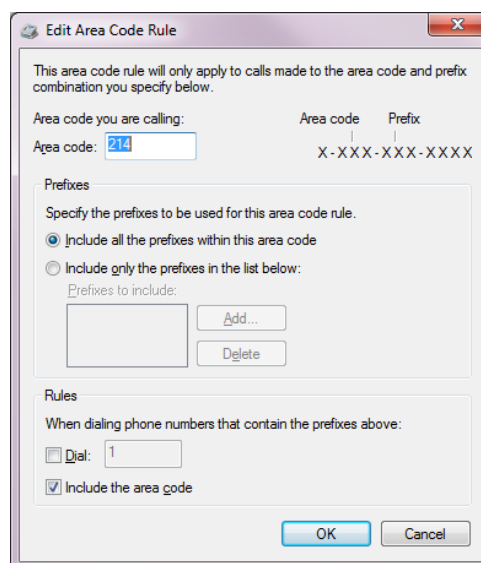 Edit Area Code Rule
This area code rule will only apply to calls made to the area code and prefix
combination you specify below.
Area code you are calling:
Area code: 214
Area code Prefix
X-XXX-XXX-XXXX
Prefixes
Specify the prefixes to be used for this area code rule.
Include all the prefixes within this area code
Include only the prefixes in the list below:
Prefixes to include:
Add...
Delete
Rules
When dialing phone numbers that contain the prefixes above:
Dial: 1
Include the area code
OK Cancel